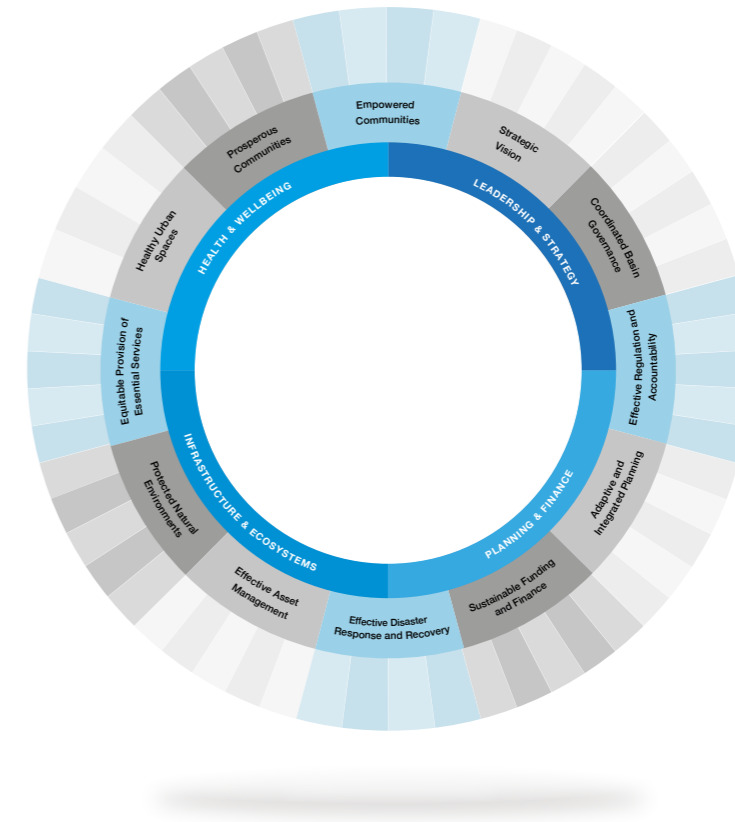 Empowered
Communities
Strategic
Vision
Coordinated Basin
Governance
Effective Regulation and
Accountability
Adaptive and
Integrated Planning
Sustainable Funding
and Finance
Effective Disaster
Response and Recovery
Effective Asset
Management
Protected Natural
Environments
Equitable Provision of
Essential Services
Healthy Urban
Spaces
Prosperous
Communities
HEALTH & WELLBEING
LEADERSHIP & STRATEGY
PLANNING & FINANCE
INFRASTRUCTURE & ECOSYSTEMS